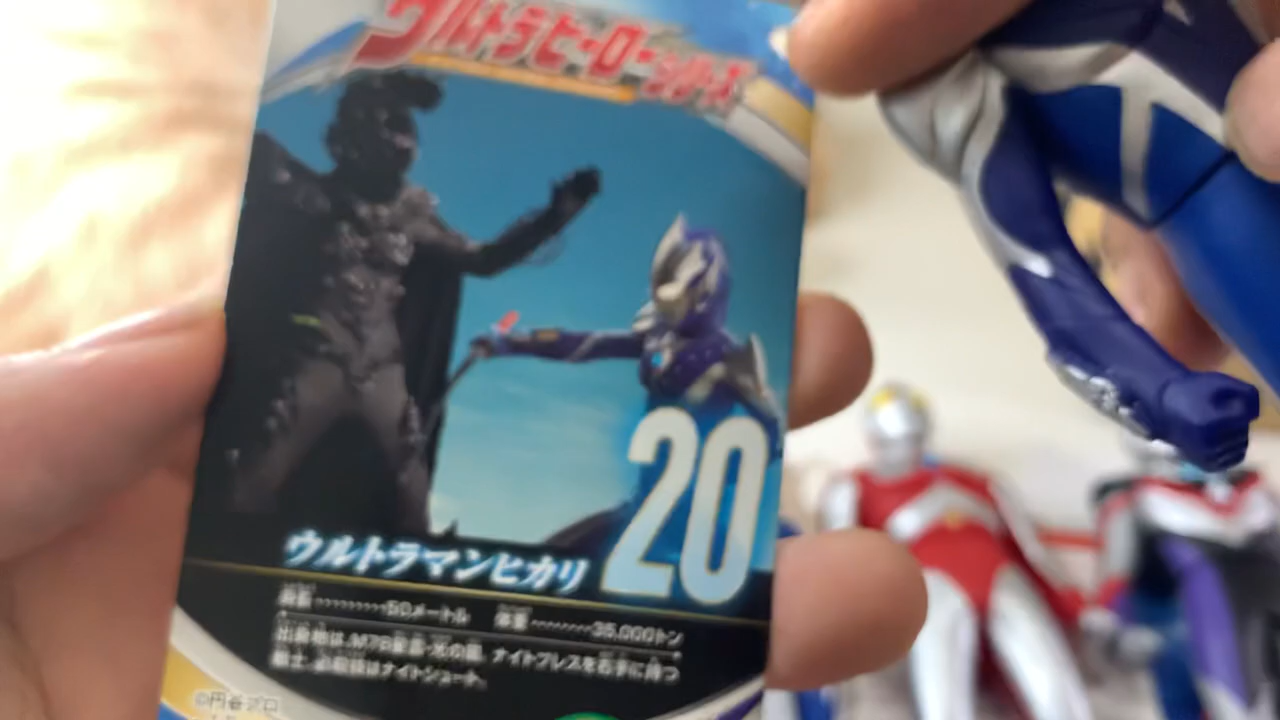 ウルトラヒーローシリーズ
20
ウルトラマンヒカリ
身長………50メートル 体重………35,000トン
出身地は、M78星雲・光の国。ナイトブレスを右手に持つ
戦士。必殺技はナイトシュート。
©円谷プロ